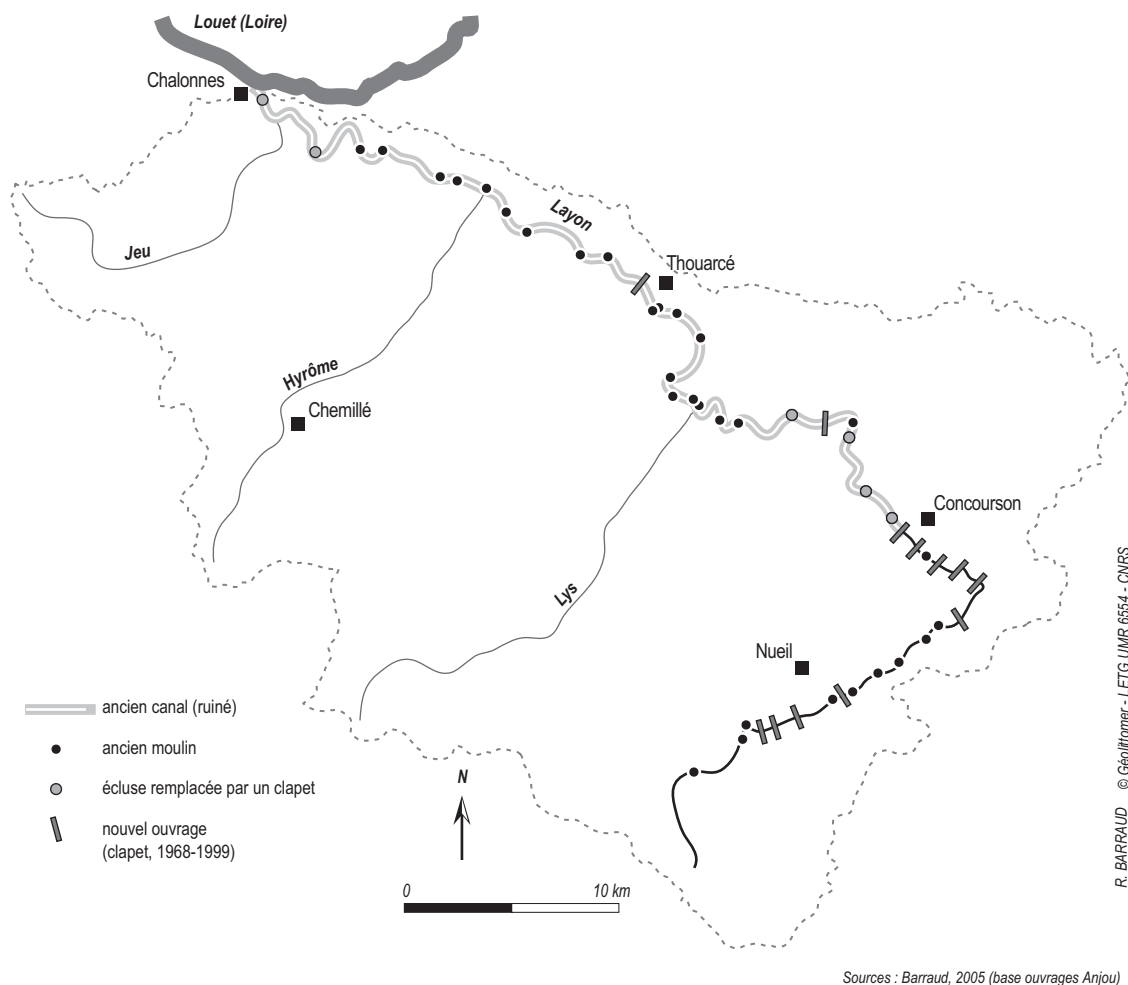 Louet (Loire)
Chalonnes
Layon
Jeu
Thouarcé
Hyrôme
Chemillé
Concourson
Lys
Nueil
ancien canal (ruiné)
ancien moulin
écluse remplacée par un clapet
nouvel ouvrage
(clapet, 1968-1999)
N
0 10 km
R. BARRAUD © Géolittomer - LETG UMR 6554 - CNRS
Sources : Barraud, 2005 (base ouvrages Anjou)